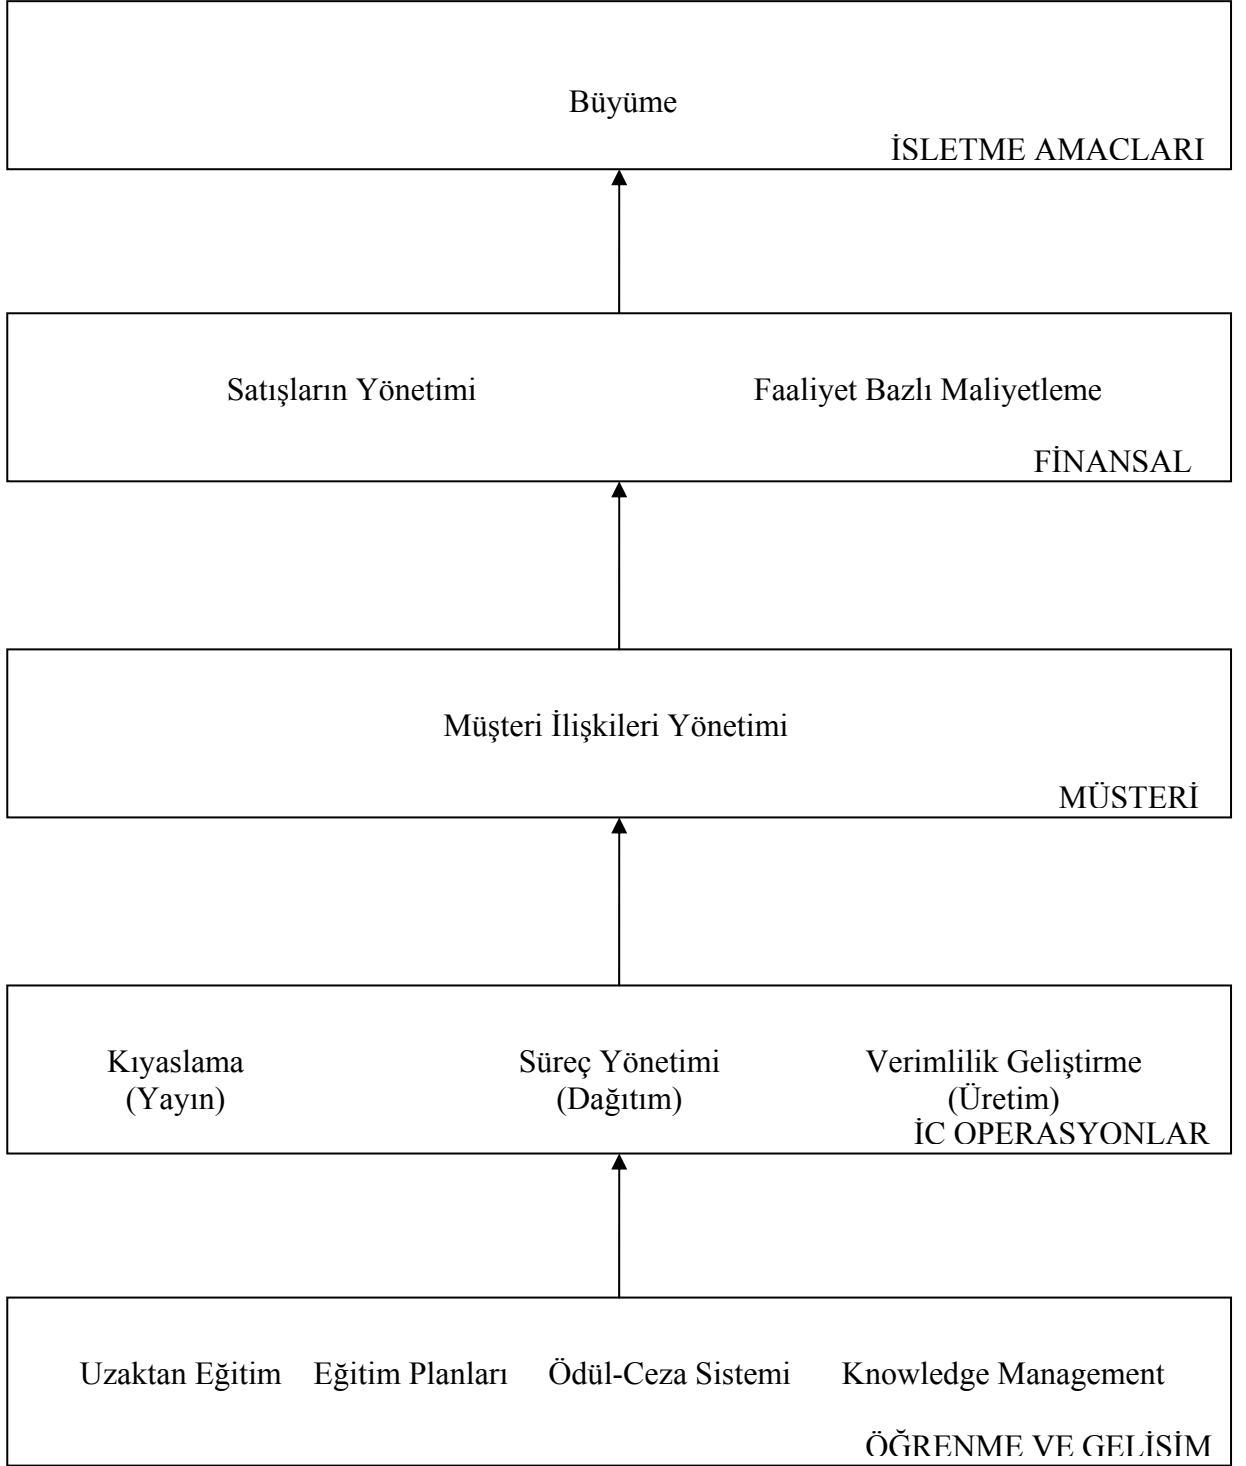 Büyüme
İSLETME AMACLARI
Satışların Yönetimi Faaliyet Bazlı Maliyetleme
FİNANSAL
Müşteri İlişkileri Yönetimi
MÜSTERİ
Kıyaslama Süreç Yönetimi Verimlilik Geliştirme
(Yayın) (Dağıtım) (Üretim)
İC OPERASYONLAR
Uzaktan Eğitim Eğitim Planları Ödül-Ceza Sistemi Knowledge Management
ÖĞRENME VE GELİSİM